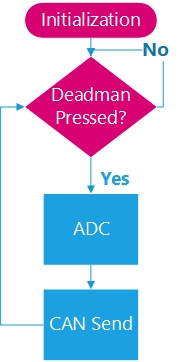 Initialization
No
Deadman
Pressed?
Yes
ADC
CAN Send